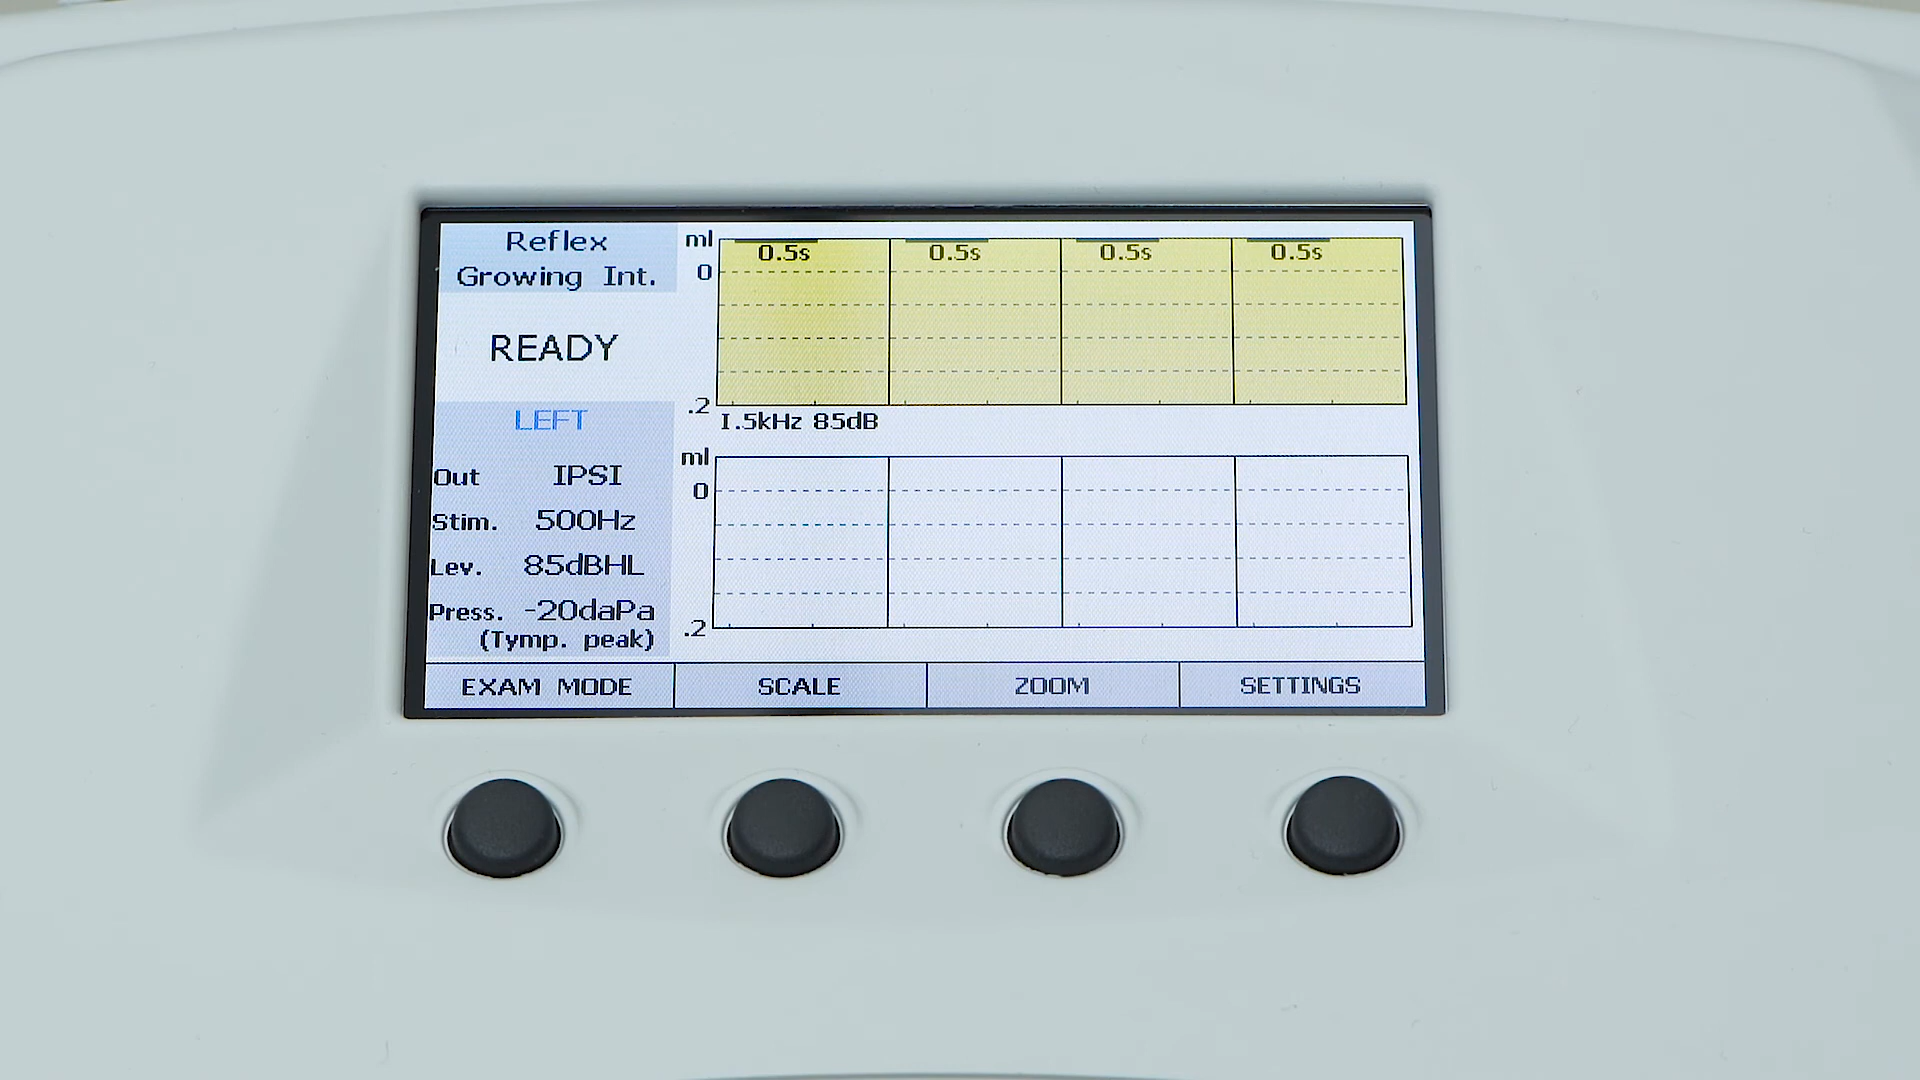 Reflex
Growing Int.
READY
LEFT
Out IPSI
Stim. 500Hz
Lev. 85dBHL
Press. -20daPa
(Tymp. peak)
ml
0.5s 0.5s 0.5s 0.5s
0
.2
I.5kHz 85dB
ml
0
.2
EXAM MODE SCALE ZOOM SETTINGS